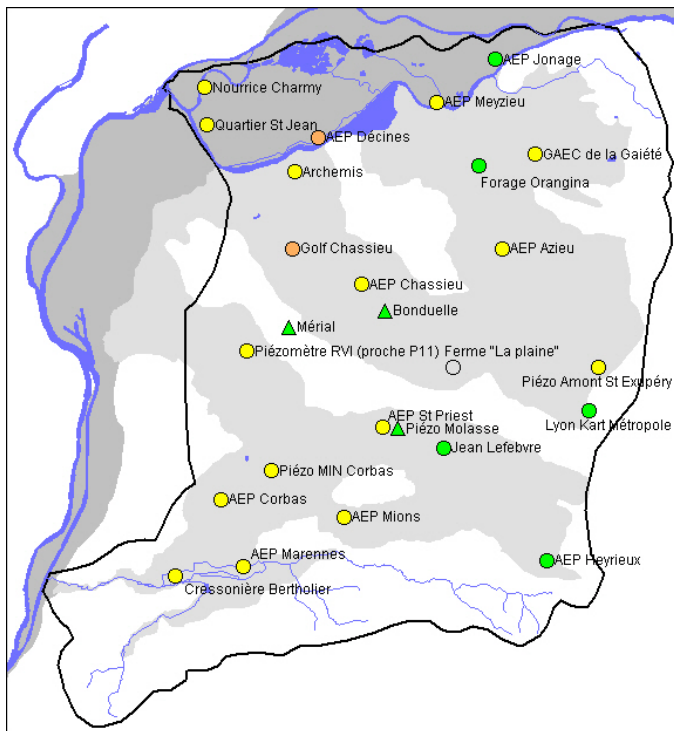 AEP Jonage
Nourrice Charmy
AEP Meyzieu
Quartier St Jean
AEP Décines
GAEC de la Gaiété
Archemis
Forage Orangina
Golf Chassieu
AEP Azieu
AEP Chassieu
Bonduelle
Mérial
Piézomètre RVI (proche P11)
Ferme "La plaine"
Piézo Amont St Exupéry
Lyon Kart Métropole
AEP St Priest
Piézo Molasse
Jean Lefebvre
Piézo MIN Corbas
AEP Corbas
AEP Mions
AEP Marennes
AEP Heyrieux
Cressonière Bertholier